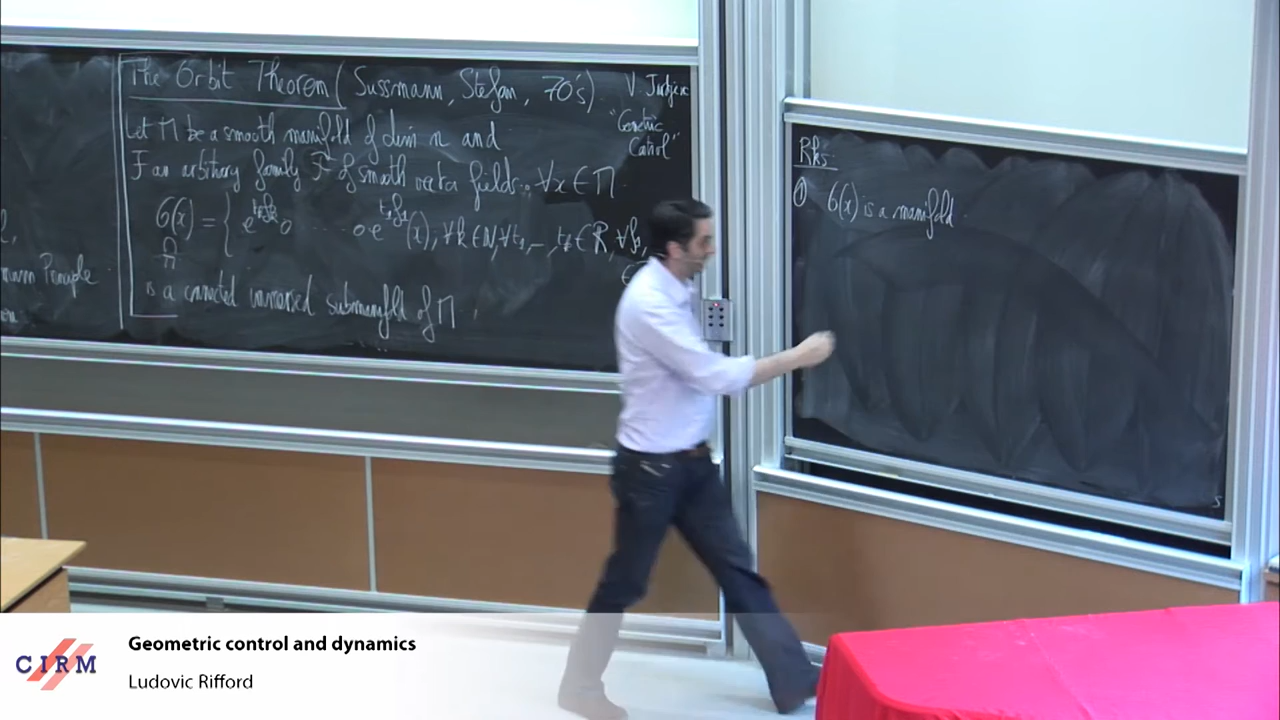 The Orbit Theorem (Sussmann, Stefan, 70's)
V. Jurdjevic
"Geometric
Control"
Let M be a smooth manifold of dim n and
F an arbitrary family F of smooth vector fields. ∀x ∈ M
O(x) = { e^{t_k f_k} o ... o e^{t_1 f_1} (x), ∀k ∈ N, ∀t_1, ..., t_k ∈ R, ∀f_1,
is a connected immersed submanifold of M.
Principle
Rks
① O(x) is a manifold
CIRM
Geometric control and dynamics
Ludovic Rifford